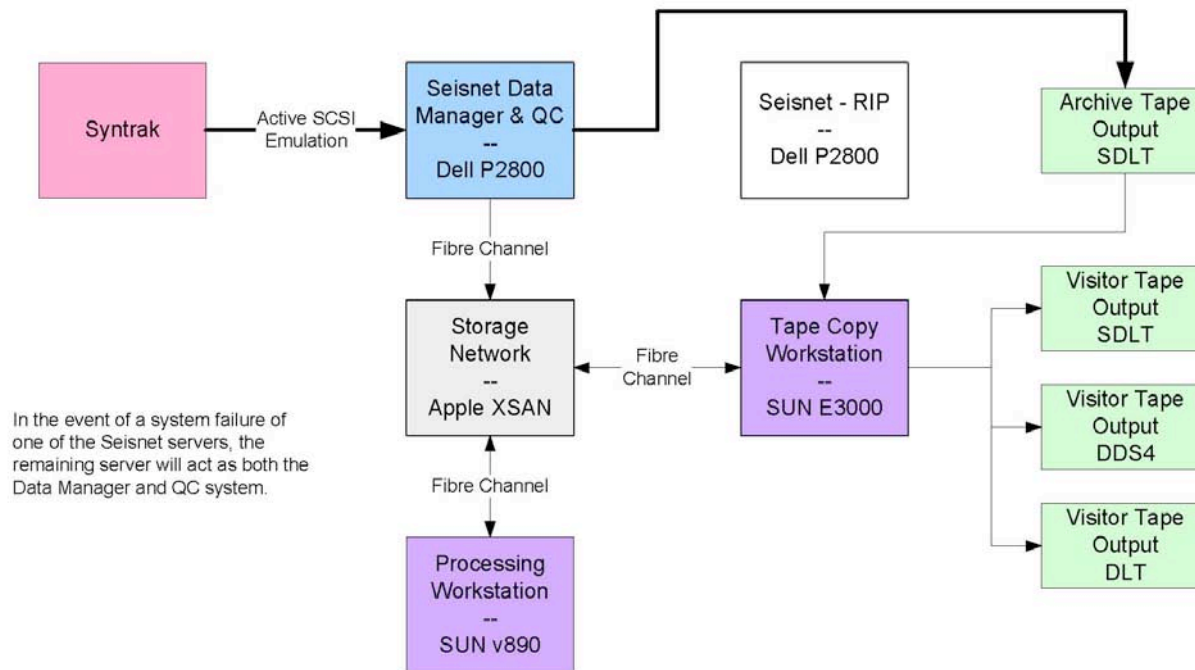 Syntrak
Active SCSI
Emulation
Seisnet Data
Manager & QC
--
Dell P2800
Seisnet - RIP
--
Dell P2800
Archive Tape
Output
SDLT
Fibre Channel
Storage
Network
--
Apple XSAN
Fibre
Channel
Tape Copy
Workstation
--
SUN E3000
Visitor Tape
Output
SDLT
Visitor Tape
Output
DDS4
Visitor Tape
Output
DLT
In the event of a system failure of
one of the Seisnet servers, the
remaining server will act as both the
Data Manager and QC system.
Fibre Channel
Processing
Workstation
--
SUN v890